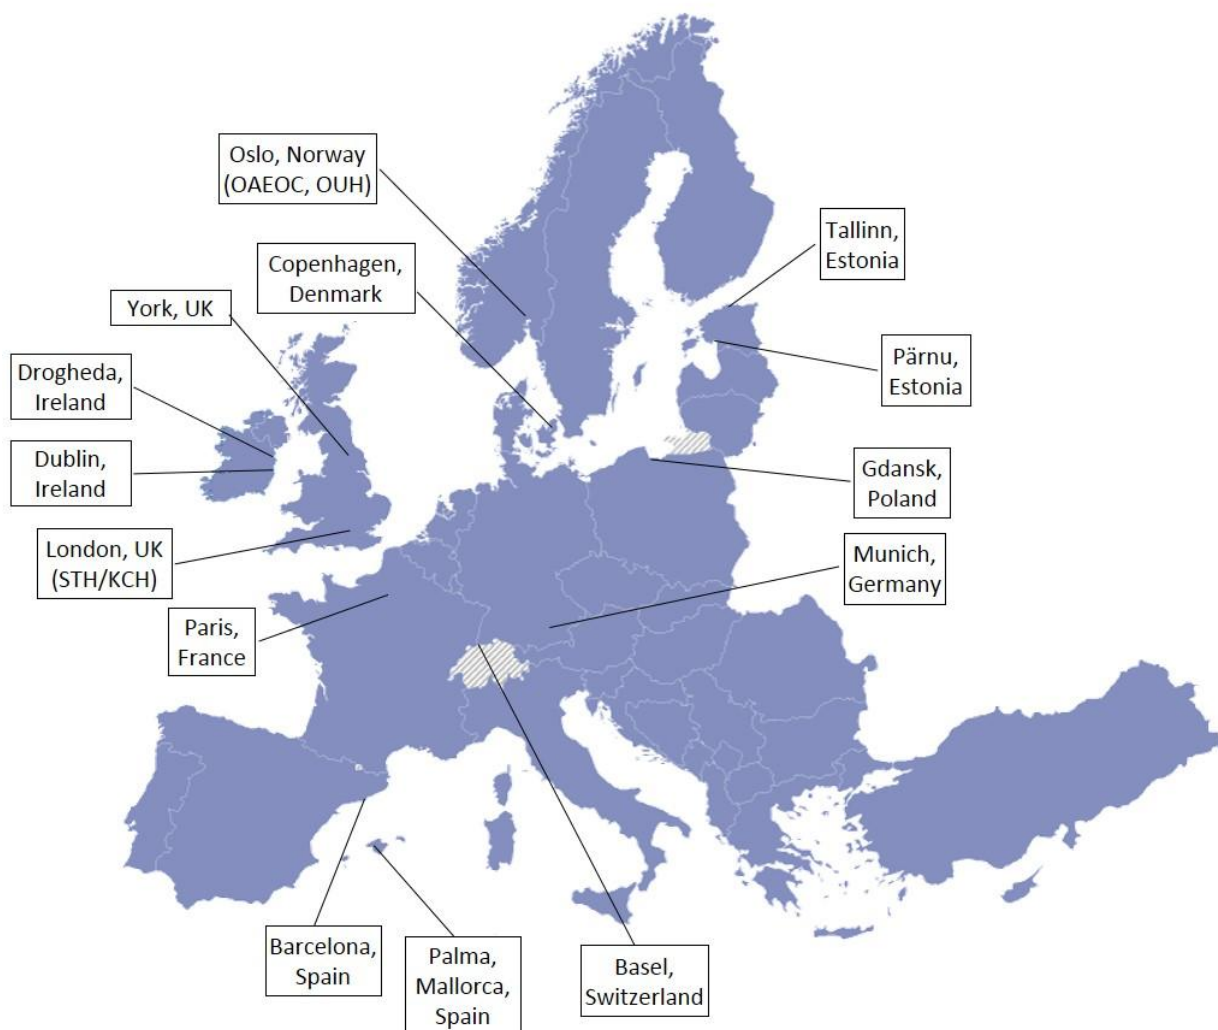 Oslo, Norway
(OAEOC, OUH)
Copenhagen,
Denmark
York, UK
Drogheda,
Ireland
Dublin,
Ireland
London, UK
(STH/KCH)
Paris,
France
Tallinn,
Estonia
Pärnu,
Estonia
Gdansk,
Poland
Munich,
Germany
Barcelona,
Spain
Palma,
Mallorca,
Spain
Basel,
Switzerland